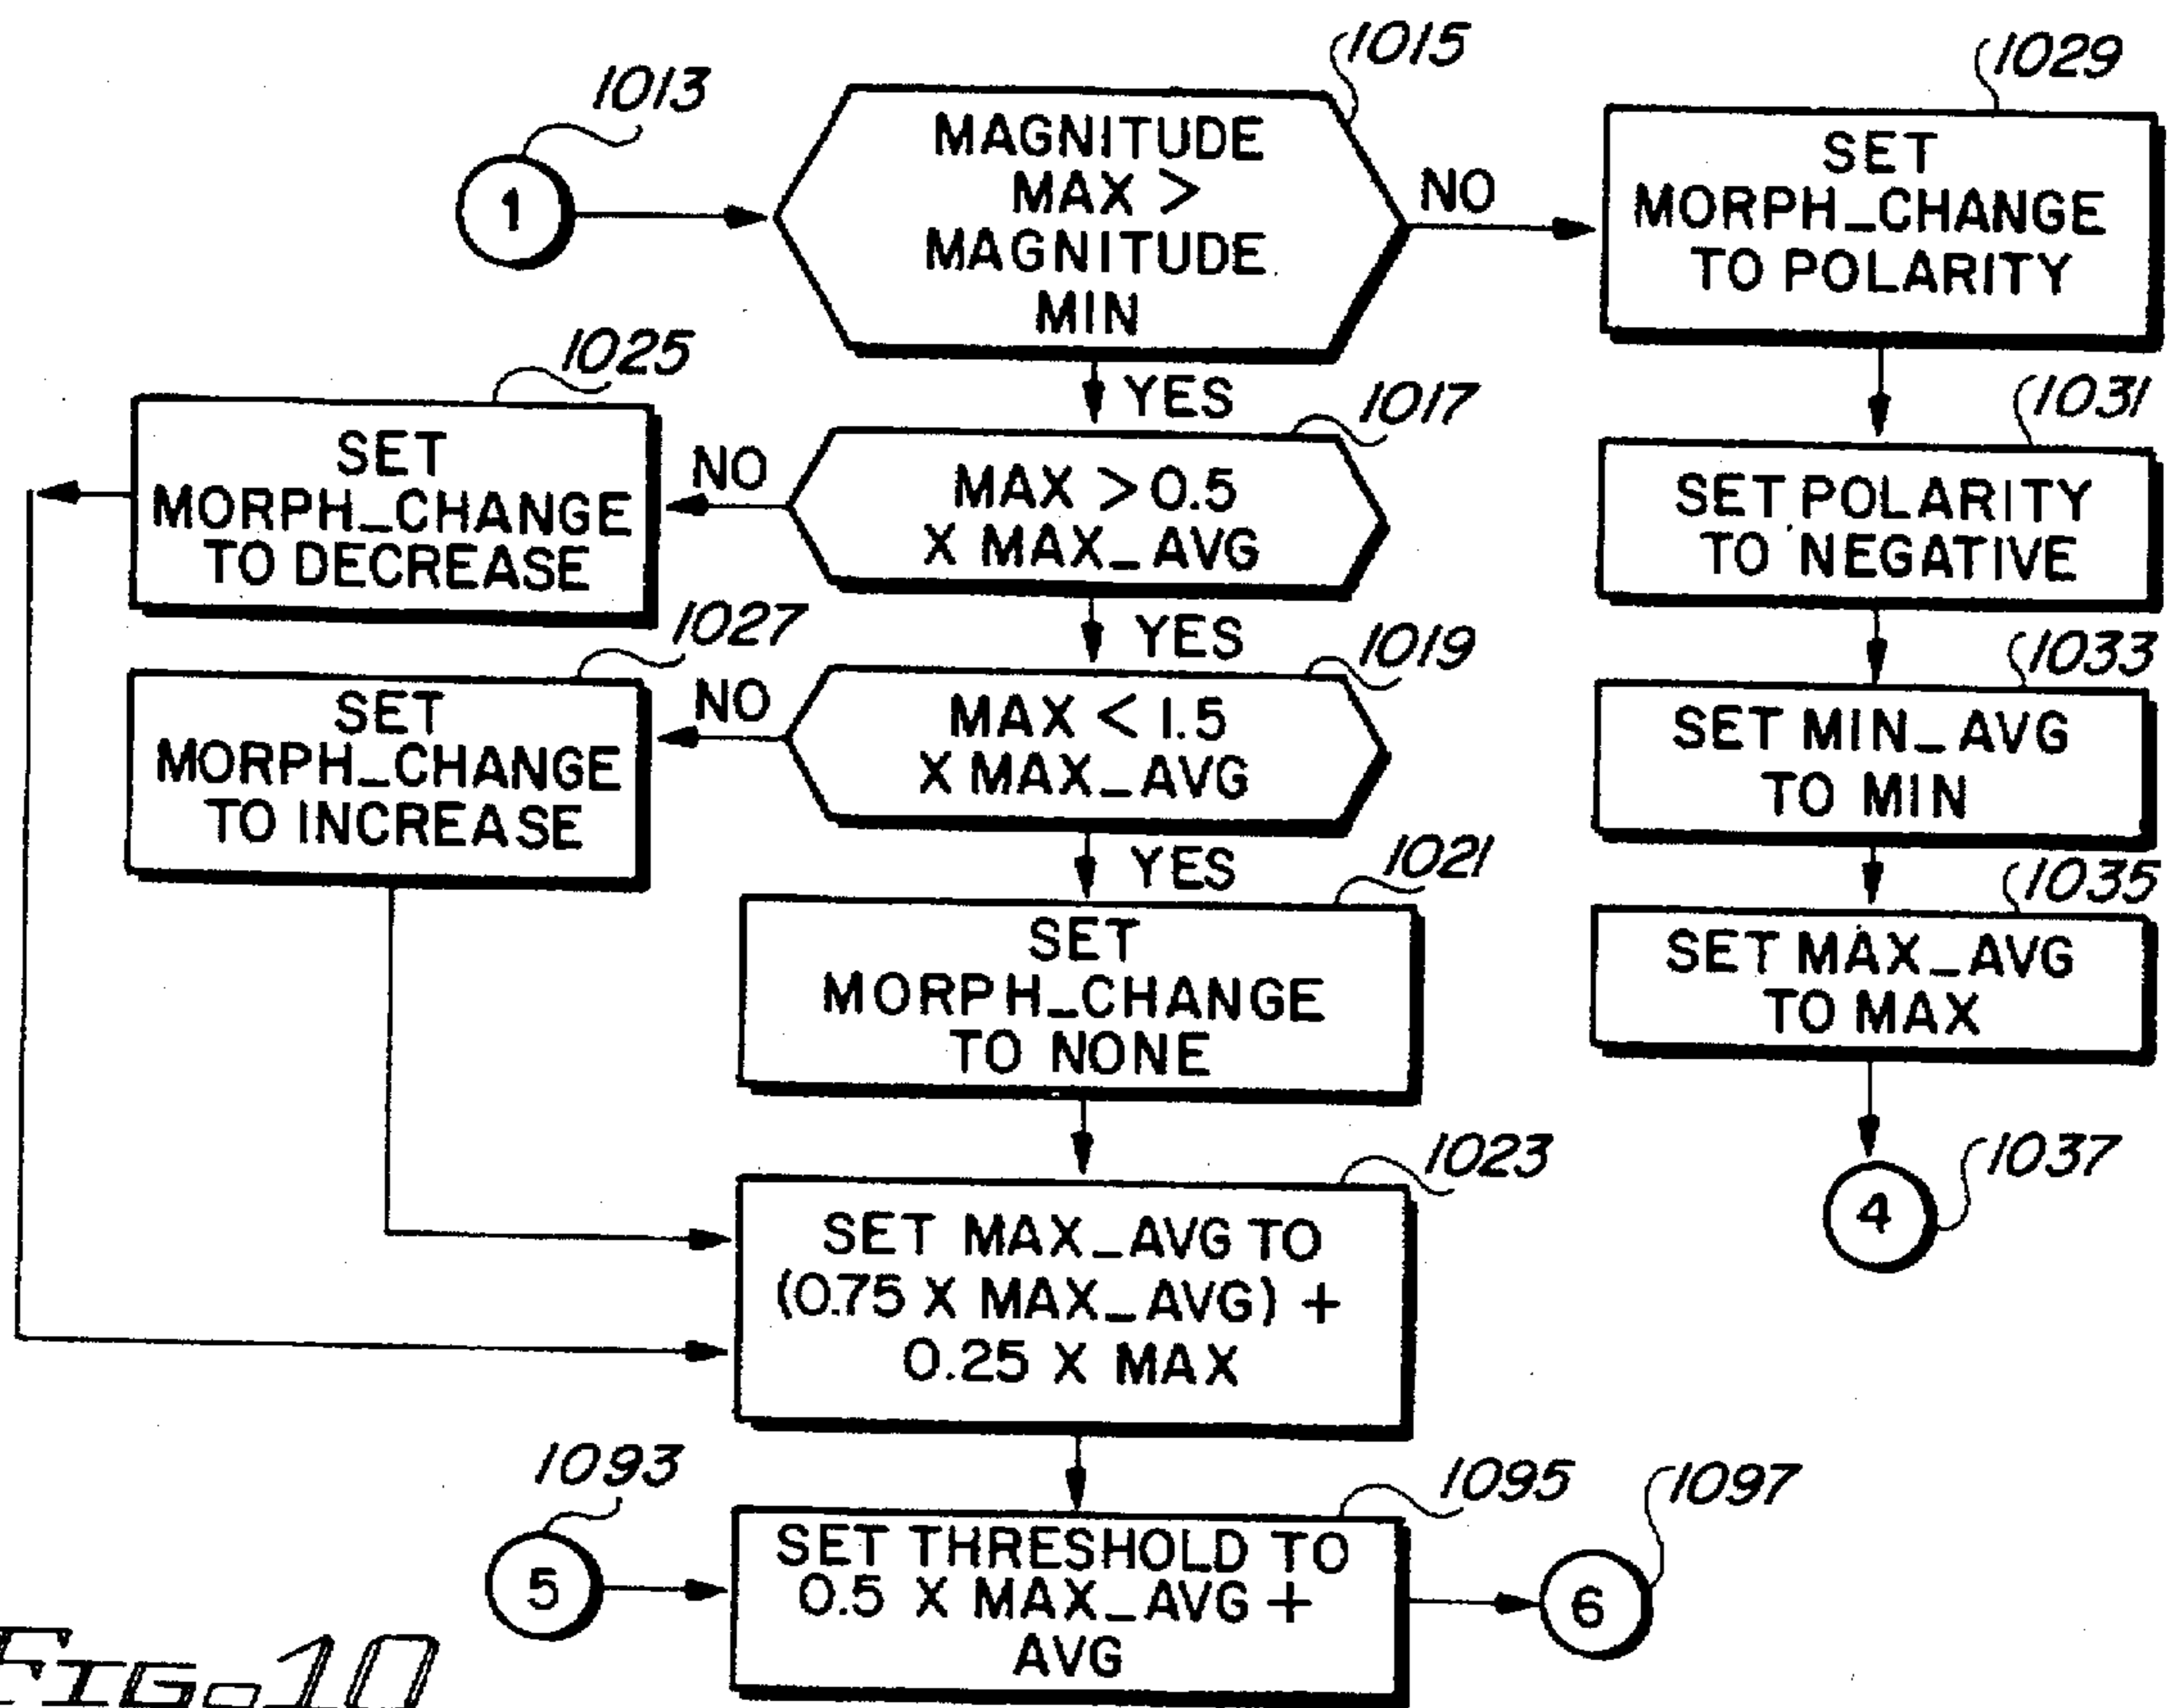 1013
1
1015
MAGNITUDE
MAX >
MAGNITUDE
MIN
NO
YES
1029
SET
MORPH_CHANGE
TO POLARITY
1025
SET
MORPH_CHANGE
TO DECREASE
NO
1017
MAX > 0.5
X MAX_AVG
YES
1031
SET POLARITY
TO NEGATIVE
1027
SET
MORPH_CHANGE
TO INCREASE
NO
1019
MAX < 1.5
X MAX_AVG
YES
1033
SET MIN_AVG
TO MIN
1021
SET
MORPH_CHANGE
TO NONE
1035
SET MAX_AVG
TO MAX
1023
SET MAX_AVG TO
(0.75 X MAX_AVG) +
0.25 X MAX
1037
4
1093
5
1095
SET THRESHOLD TO
0.5 X MAX_AVG +
AVG
1097
6
FIG. 10